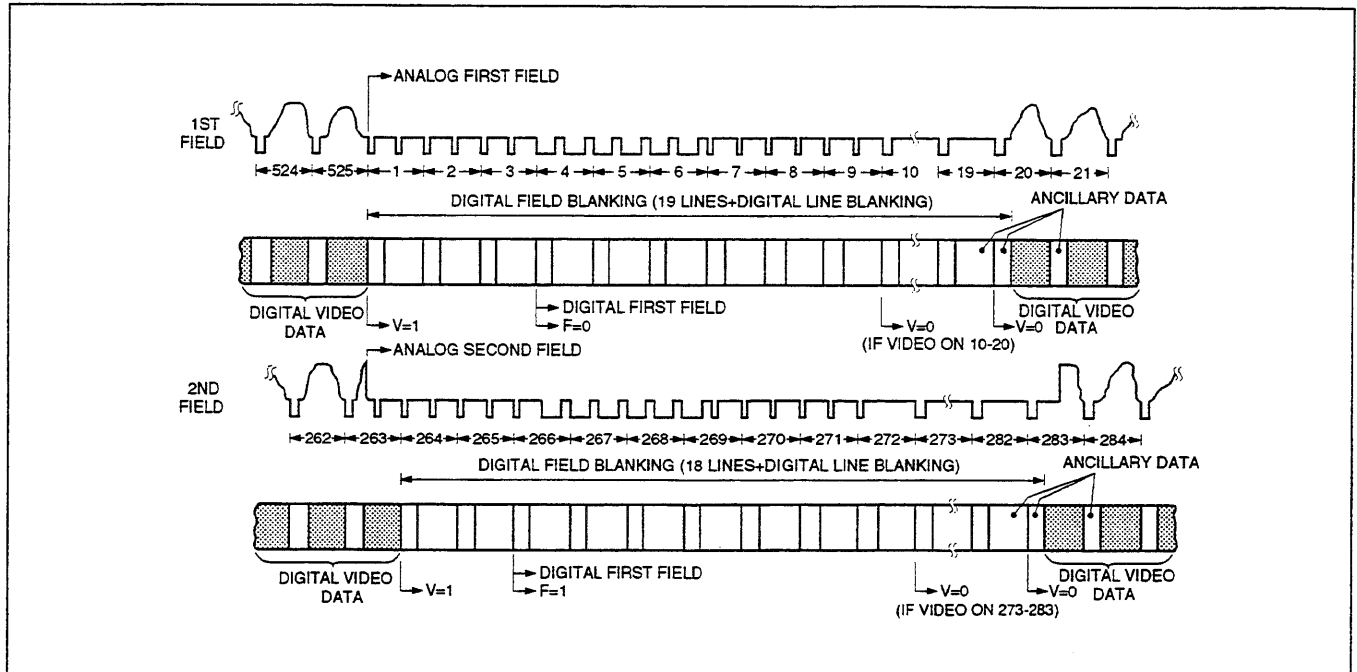 ANALOG FIRST FIELD
1ST
FIELD
524 525 1 2 3 4 5 6 7 8 9 10 19 20 21
DIGITAL FIELD BLANKING (19 LINES+DIGITAL LINE BLANKING)
ANCILLARY DATA
DIGITAL VIDEO
DATA
V=1
DIGITAL FIRST FIELD
F=0
V=0
(IF VIDEO ON 10-20)
V=0
DIGITAL VIDEO
DATA
ANALOG SECOND FIELD
2ND
FIELD
262 263 264 265 266 267 268 269 270 271 272 273 282 283 284
DIGITAL FIELD BLANKING (18 LINES+DIGITAL LINE BLANKING)
ANCILLARY DATA
DIGITAL VIDEO
DATA
V=1
DIGITAL FIRST FIELD
F=1
V=0
(IF VIDEO ON 273-283)
V=0
DIGITAL VIDEO
DATA